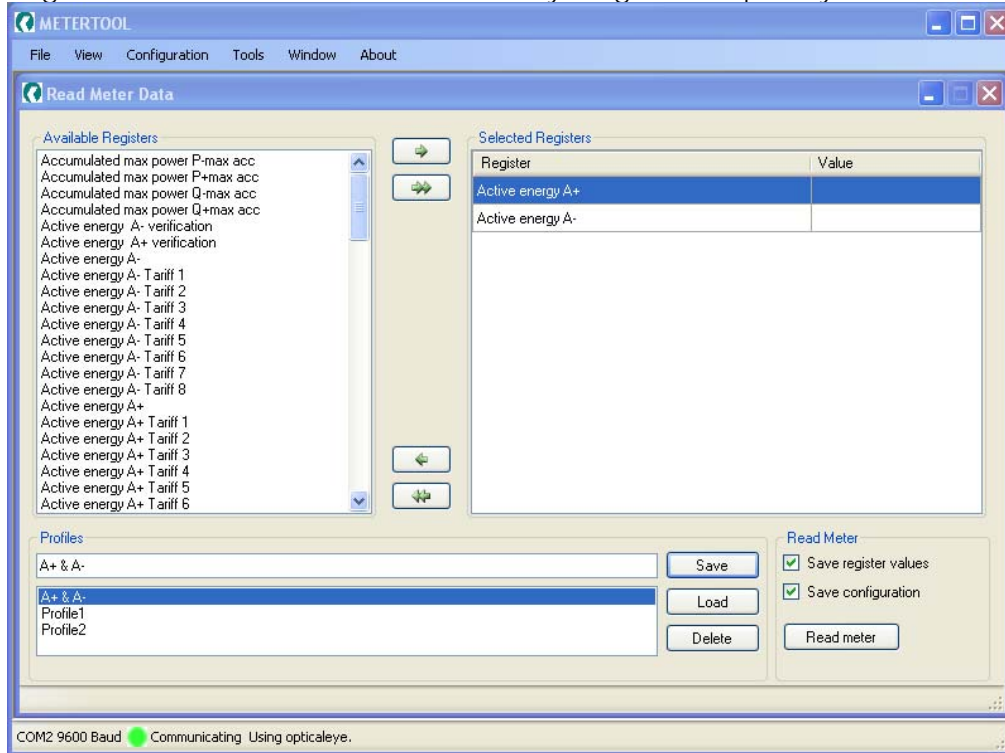 METERTOOL
File View Configuration Tools Window About
Read Meter Data
Available Registers
Accumulated max power P-max acc
Accumulated max power P+max acc
Accumulated max power Q-max acc
Accumulated max power Q+max acc
Active energy A- verification
Active energy A+ verification
Active energy A-
Active energy A- Tariff 1
Active energy A- Tariff 2
Active energy A- Tariff 3
Active energy A- Tariff 4
Active energy A- Tariff 5
Active energy A- Tariff 6
Active energy A- Tariff 7
Active energy A- Tariff 8
Active energy A+
Active energy A+ Tariff 1
Active energy A+ Tariff 2
Active energy A+ Tariff 3
Active energy A+ Tariff 4
Active energy A+ Tariff 5
Active energy A+ Tariff 6
Selected Registers
Register Value
Active energy A+
Active energy A-
Profiles
A+ & A-
A+ & A-
Profile1
Profile2
Save
Load
Delete
Read Meter
Save register values
Save configuration
Read meter
COM2 9600 Baud Communicating Using opticaleye.